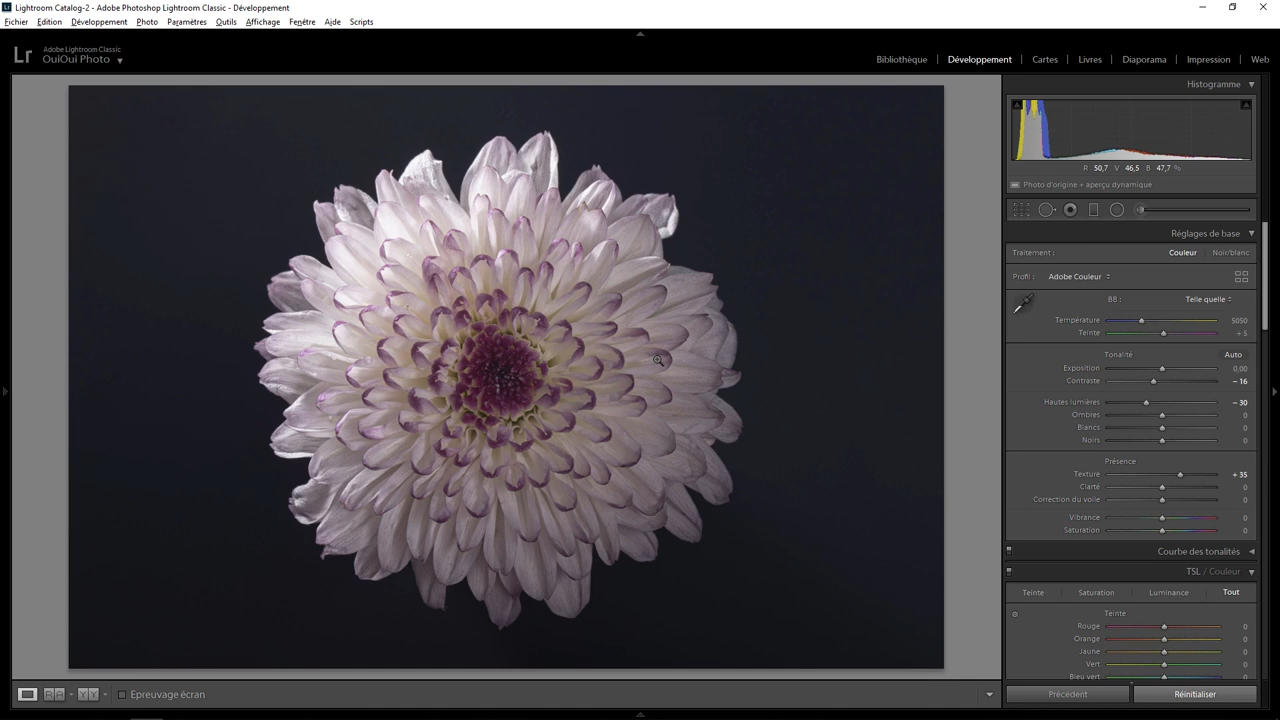 Lightroom Catalog-2 - Adobe Photoshop Lightroom Classic - Développement
Fichier Edition Développement Photo Paramètres Outils Affichage Fenêtre Aide Scripts
Lr Adobe Lightroom Classic
OuiOui Photo
Bibliothèque | Développement | Cartes | Livres | Diaporama | Impression | Web
Histogramme
R 50,7 V 46,5 B 47,7 %
Photo d'origine + aperçu dynamique
Réglages de base
Traitement : Couleur Noir/blanc
Profil : Adobe Couleur
BB : Telle quelle
Température 5050
Teinte + 5
Tonalité Auto
Exposition 0,00
Contraste - 16
Hautes lumières - 30
Ombres 0
Blancs 0
Noirs 0
Présence
Texture + 35
Clarté 0
Correction du voile 0
Vibrance 0
Saturation 0
Courbe des tonalités
TSL / Couleur
Teinte Saturation Luminance Tout
Teinte
Rouge 0
Orange 0
Jaune 0
Vert 0
Bleu vert 0
Epreuvage écran
Précédent Réinitialiser